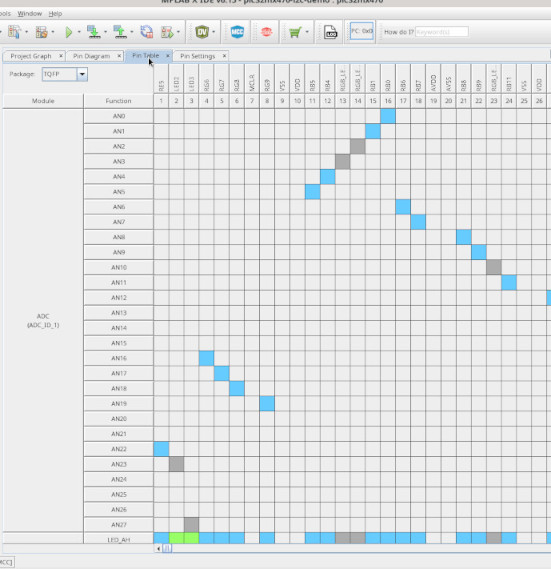 MPLAB X IDE v6.15 - pic32mx470-i2c-demo : pic32mx470
ools Window Help
DV MCC PC: 0x0 How do I? Keyword(s)
Project Graph × Pin Diagram × Pin Table × Pin Settings ×
Package: TQFP
RE5 LED2 LED3 RG6 RG7 RG8 MCLR RG9 VSS VDD RB5 RB4 RGB_LE... RGB_LE... RB1 RB0 RB6 RB7 AVDD AVSS RB8 RB9 RGB_LE... RB11 VSS VDD
Module Function 1 2 3 4 5 6 7 8 9 10 11 12 13 14 15 16 17 18 19 20 21 22 23 24 25 26
AN0
AN1
AN2
AN3
AN4
AN5
AN6
AN7
AN8
AN9
AN10
AN11
AN12
ADC
(ADC_ID_1)
AN13
AN14
AN15
AN16
AN17
AN18
AN19
AN20
AN21
AN22
AN23
AN24
AN25
AN26
AN27
LED_AH
MCC]